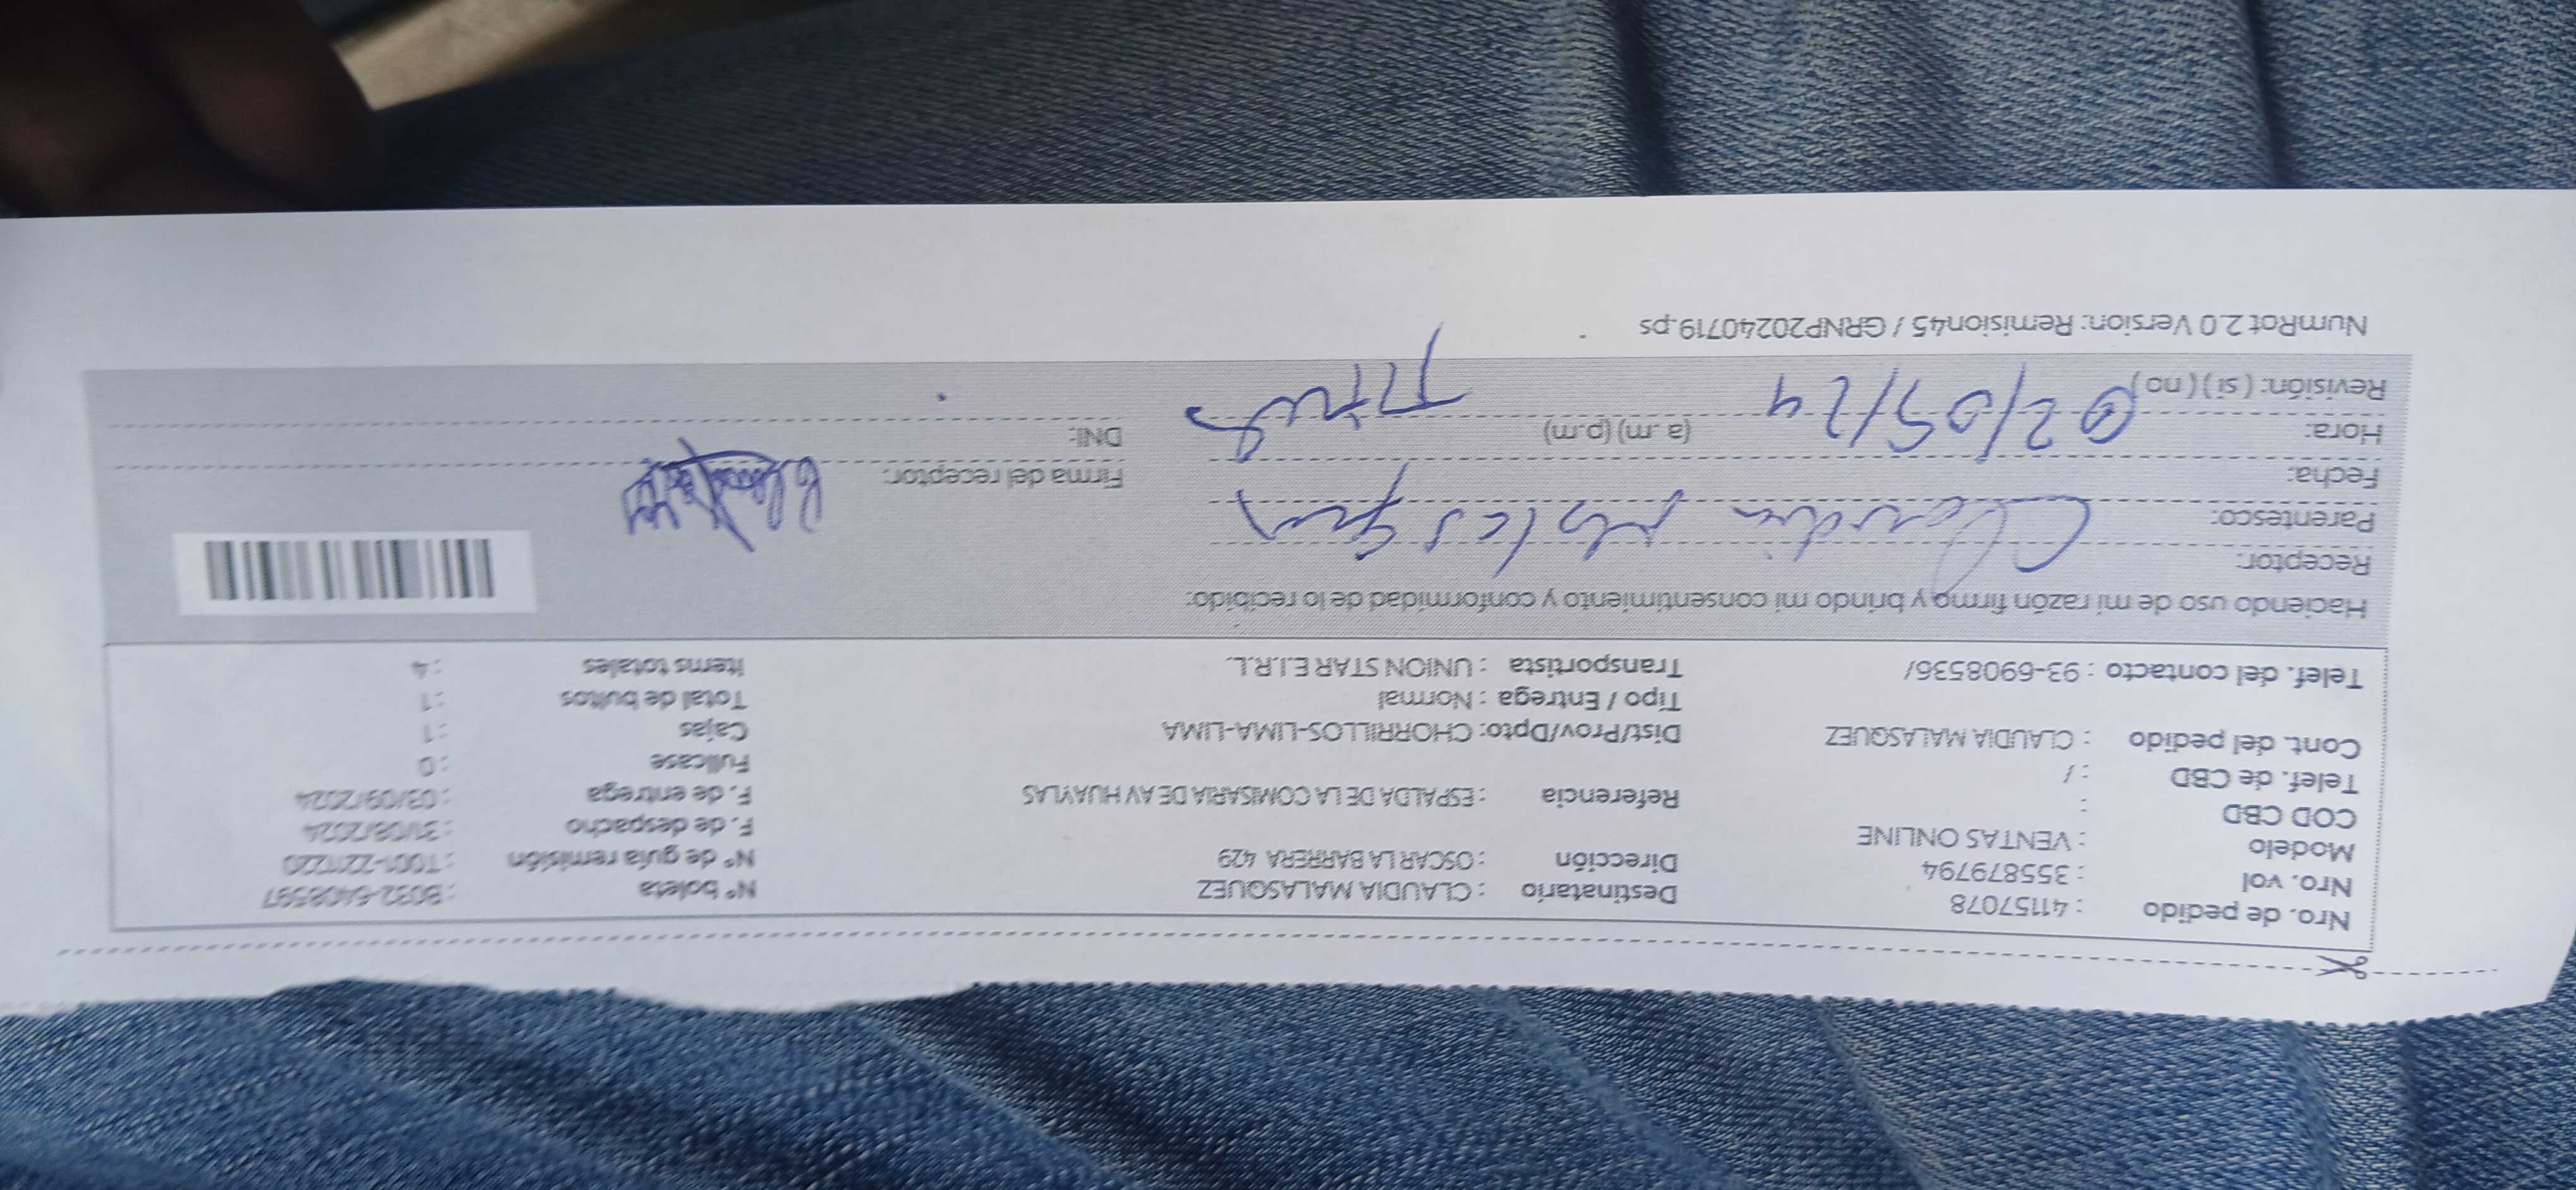 Nro. de pedido : 41157078
Nro. vol : 355879794
Modelo : VENTAS ONLINE
COD CBD :
Telef. de CBD : /
Cont. del pedido : CLAUDIA MALASQUEZ
Telef. del contacto : 93-6908536/
Destinatario : CLAUDIA MALASQUEZ
Dirección : OSCAR LA BARRERA 429
Referencia : ESPALDA DE LA COMISARIA DE AV HUAYLAS
Dist/Prov/Dpto: CHORRILLOS-LIMA-LIMA
Tipo / Entrega : Normal
Transportista : UNION STAR E.I.R.L.
N° boleta : B032-6408597
N° de guía remisión : T001-2211220
F. de despacho : 31/08/2024
F. de entrega : 03/09/2024
Fullcase : 0
Cajas : 1
Total de bultos : 1
Items totales : 4
Haciendo uso de mi razón firmo y brindo mi consentimiento y conformidad de lo recibido:
Receptor: Claudia
Parentesco:
Fecha:
Hora: 02/09/24 (a.m) (p.m)
Revisión: ( si ) ( no )
Firma del receptor:
DNI:
NumRot 2.0 Version: Remision45 / GRNP20240719.ps